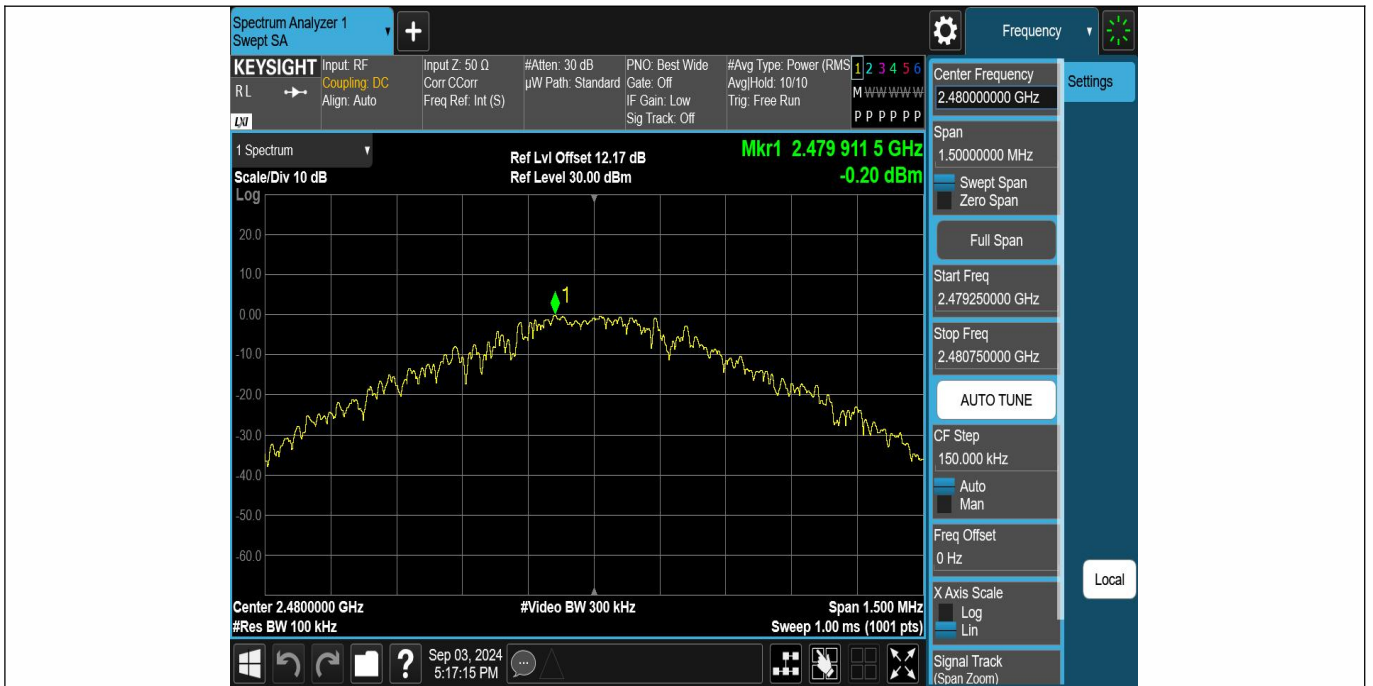 Spectrum Analyzer 1
Swept SA
+
Frequency
KEYSIGHT
RL
LXI
Input: RF
Coupling: DC
Align: Auto
Input Z: 50 Ω
Corr CCorr
Freq Ref: Int (S)
#Atten: 30 dB
µW Path: Standard
PNO: Best Wide
Gate: Off
IF Gain: Low
Sig Track: Off
#Avg Type: Power (RMS
Avg|Hold: 10/10
Trig: Free Run
1 2 3 4 5 6
M W W W W W
P P P P P P
1 Spectrum
Scale/Div 10 dB
Log
Ref Lvl Offset 12.17 dB
Ref Level 30.00 dBm
Mkr1 2.479 911 5 GHz
-0.20 dBm
20.0
10.0
0.00
-10.0
-20.0
-30.0
-40.0
-50.0
-60.0
1
Center 2.4800000 GHz
#Res BW 100 kHz
#Video BW 300 kHz
Span 1.500 MHz
Sweep 1.00 ms (1001 pts)
Center Frequency
2.480000000 GHz
Settings
Span
1.50000000 MHz
Swept Span
Zero Span
Full Span
Start Freq
2.479250000 GHz
Stop Freq
2.480750000 GHz
AUTO TUNE
CF Step
150.000 kHz
Auto
Man
Freq Offset
0 Hz
X Axis Scale
Log
Lin
Local
Signal Track
(Span Zoom)
?
Sep 03, 2024
5:17:15 PM